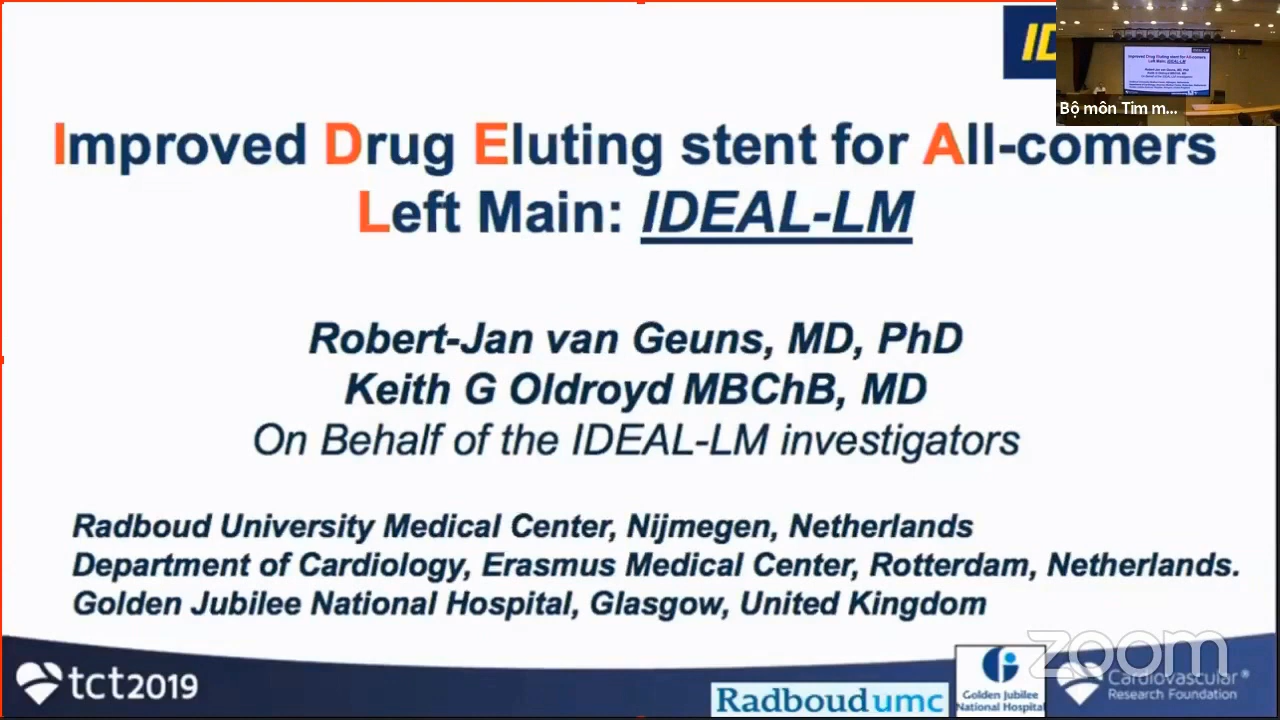 ID
Bộ môn Tim m...
Improved Drug Eluting stent for All-comers
Left Main: IDEAL-LM
Robert-Jan van Geuns, MD, PhD
Keith G Oldroyd MBChB, MD
On Behalf of the IDEAL-LM investigators
Radboud University Medical Center, Nijmegen, Netherlands
Department of Cardiology, Erasmus Medical Center, Rotterdam, Netherlands.
Golden Jubilee National Hospital, Glasgow, United Kingdom
zoom
tct2019
Radboudumc
Golden Jubilee
National Hospital
Cardiovascular®
Research Foundation